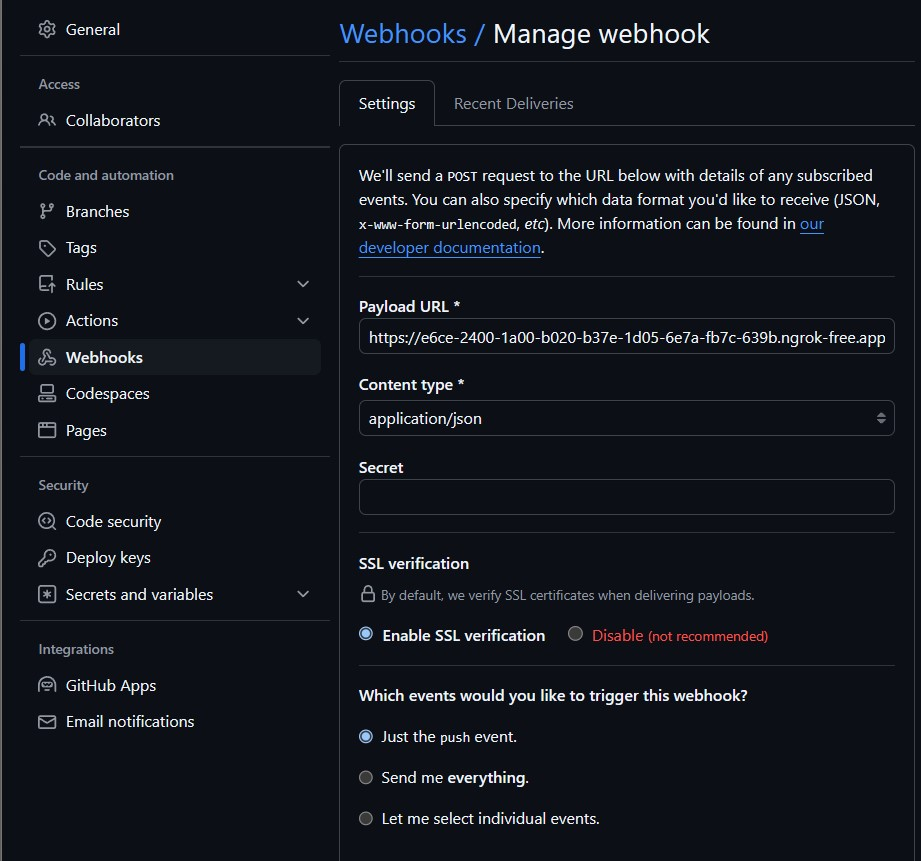 General
Access
Collaborators
Code and automation
Branches
Tags
Rules
Actions
Webhooks
Codespaces
Pages
Security
Code security
Deploy keys
Secrets and variables
Integrations
GitHub Apps
Email notifications
Webhooks / Manage webhook
Settings
Recent Deliveries
We'll send a POST request to the URL below with details of any subscribed
events. You can also specify which data format you'd like to receive (JSON,
x-www-form-urlencoded, etc). More information can be found in our
developer documentation.
Payload URL *
https://e6ce-2400-1a00-b020-b37e-1d05-6e7a-fb7c-639b.ngrok-free.app
Content type *
application/json
Secret
SSL verification
By default, we verify SSL certificates when delivering payloads.
Enable SSL verification
Disable (not recommended)
Which events would you like to trigger this webhook?
Just the push event.
Send me everything.
Let me select individual events.